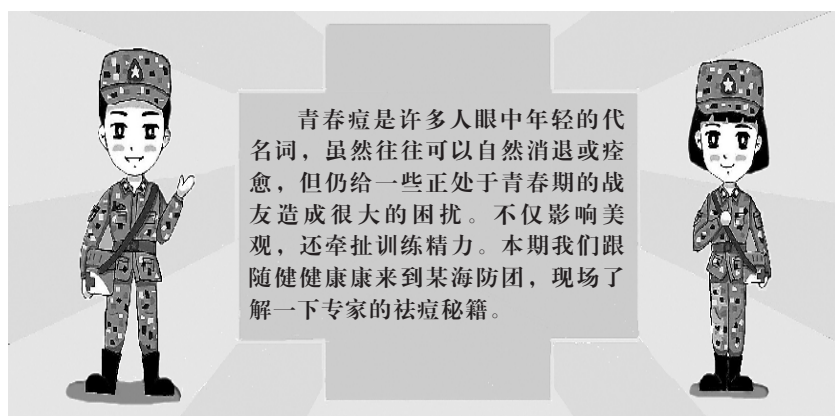 青春痘是许多人眼中年轻的代
名词，虽然往往可以自然消退或痊
愈，但仍给一些正处于青春期的战
友造成很大的困扰。不仅影响美
观，还牵扯训练精力。本期我们跟
随健健康康来到某海防团，现场了
解一下专家的祛痘秘籍。